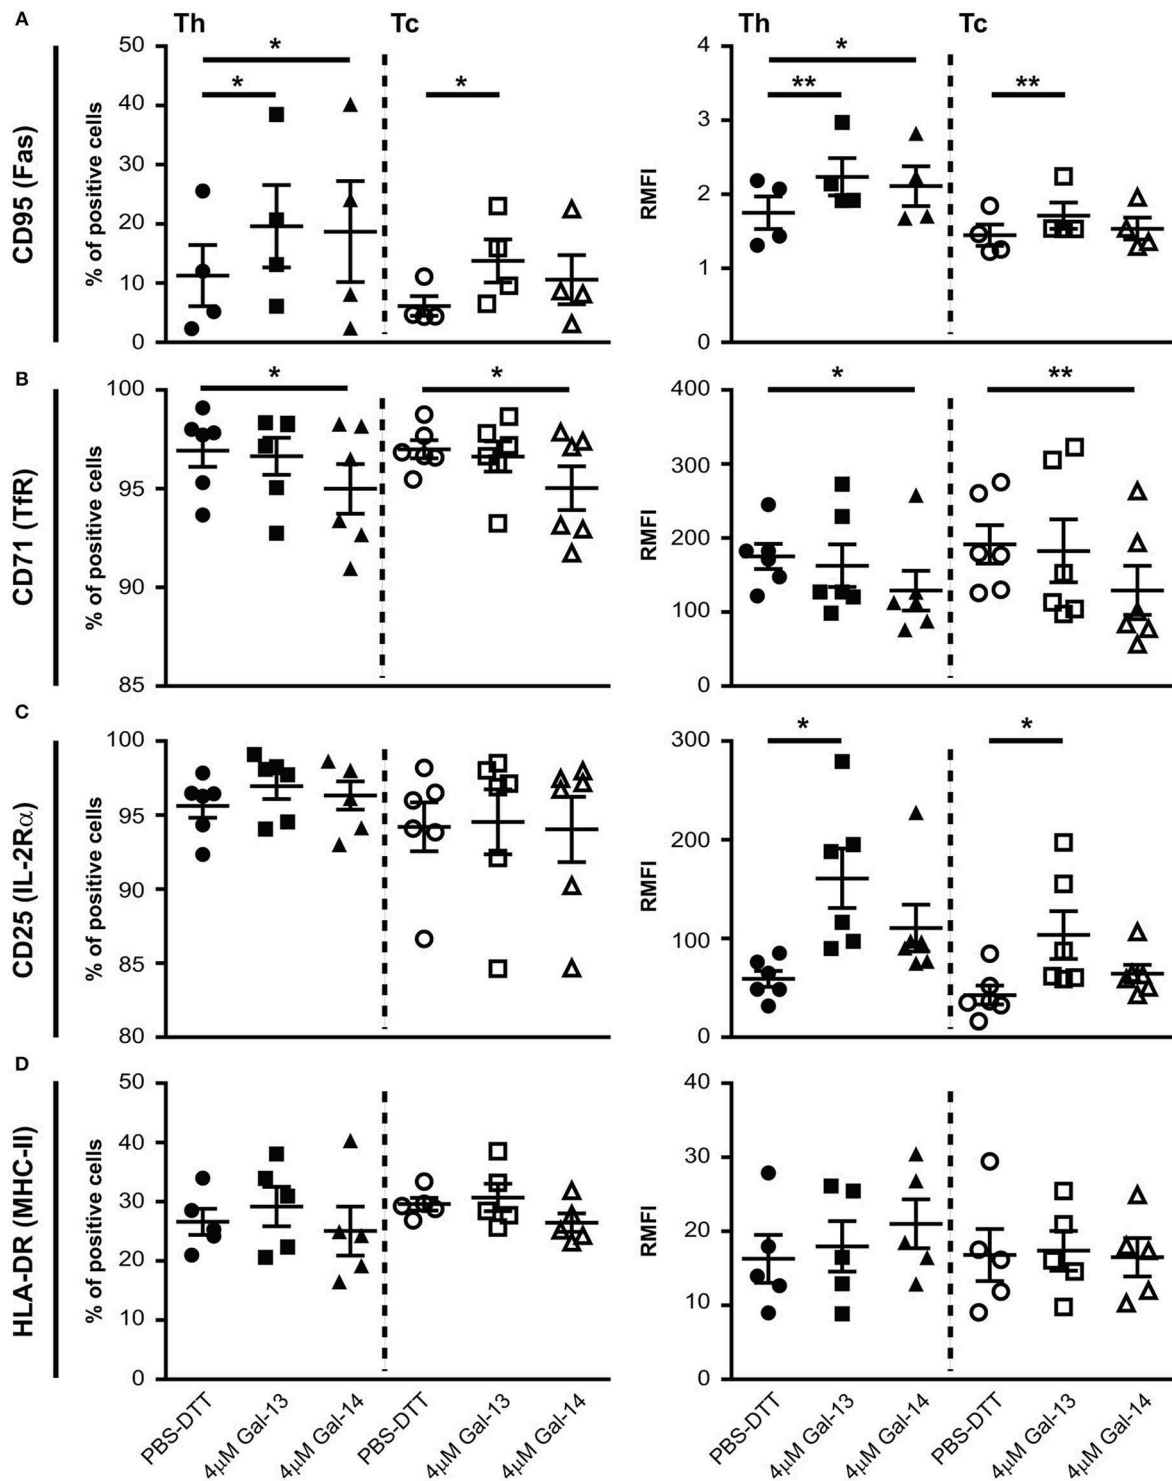 A
Th
Tc
Th
Tc
CD95 (Fas)
% of positive cells
50
40
30
20
10
0
*
*
*
RMFI
4
3
2
1
0
*
**
**
B
CD71 (TfR)
% of positive cells
100
95
90
85
*
*
RMFI
400
300
200
100
0
*
**
C
CD25 (IL-2Rα)
% of positive cells
100
95
90
85
80
RMFI
300
200
100
0
*
*
D
HLA-DR (MHC-II)
% of positive cells
50
40
30
20
10
0
RMFI
40
30
20
10
0
PBS-DTT
4µM Gal-13
4µM Gal-14
PBS-DTT
4µM Gal-13
4µM Gal-14
PBS-DTT
4µM Gal-13
4µM Gal-14
PBS-DTT
4µM Gal-13
4µM Gal-14